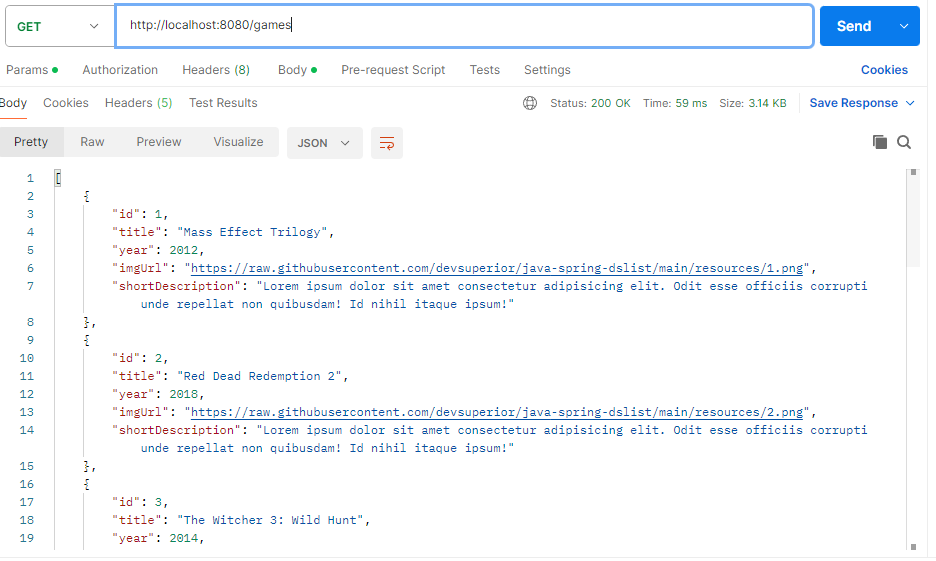 GET http://localhost:8080/games Send
Params Authorization Headers (8) Body Pre-request Script Tests Settings Cookies
Body Cookies Headers (5) Test Results Status: 200 OK Time: 59 ms Size: 3.14 KB Save Response
Pretty Raw Preview Visualize JSON
1 [
2 {
3 "id": 1,
4 "title": "Mass Effect Trilogy",
5 "year": 2012,
6 "imgUrl": "https://raw.githubusercontent.com/devsuperior/java-spring-dslist/main/resources/1.png",
7 "shortDescription": "Lorem ipsum dolor sit amet consectetur adipisicing elit. Odit esse officiis corrupti
unde repellat non quibusdam! Id nihil itaque ipsum!"
8 },
9 {
10 "id": 2,
11 "title": "Red Dead Redemption 2",
12 "year": 2018,
13 "imgUrl": "https://raw.githubusercontent.com/devsuperior/java-spring-dslist/main/resources/2.png",
14 "shortDescription": "Lorem ipsum dolor sit amet consectetur adipisicing elit. Odit esse officiis corrupti
unde repellat non quibusdam! Id nihil itaque ipsum!"
15 },
16 {
17 "id": 3,
18 "title": "The Witcher 3: Wild Hunt",
19 "year": 2014,